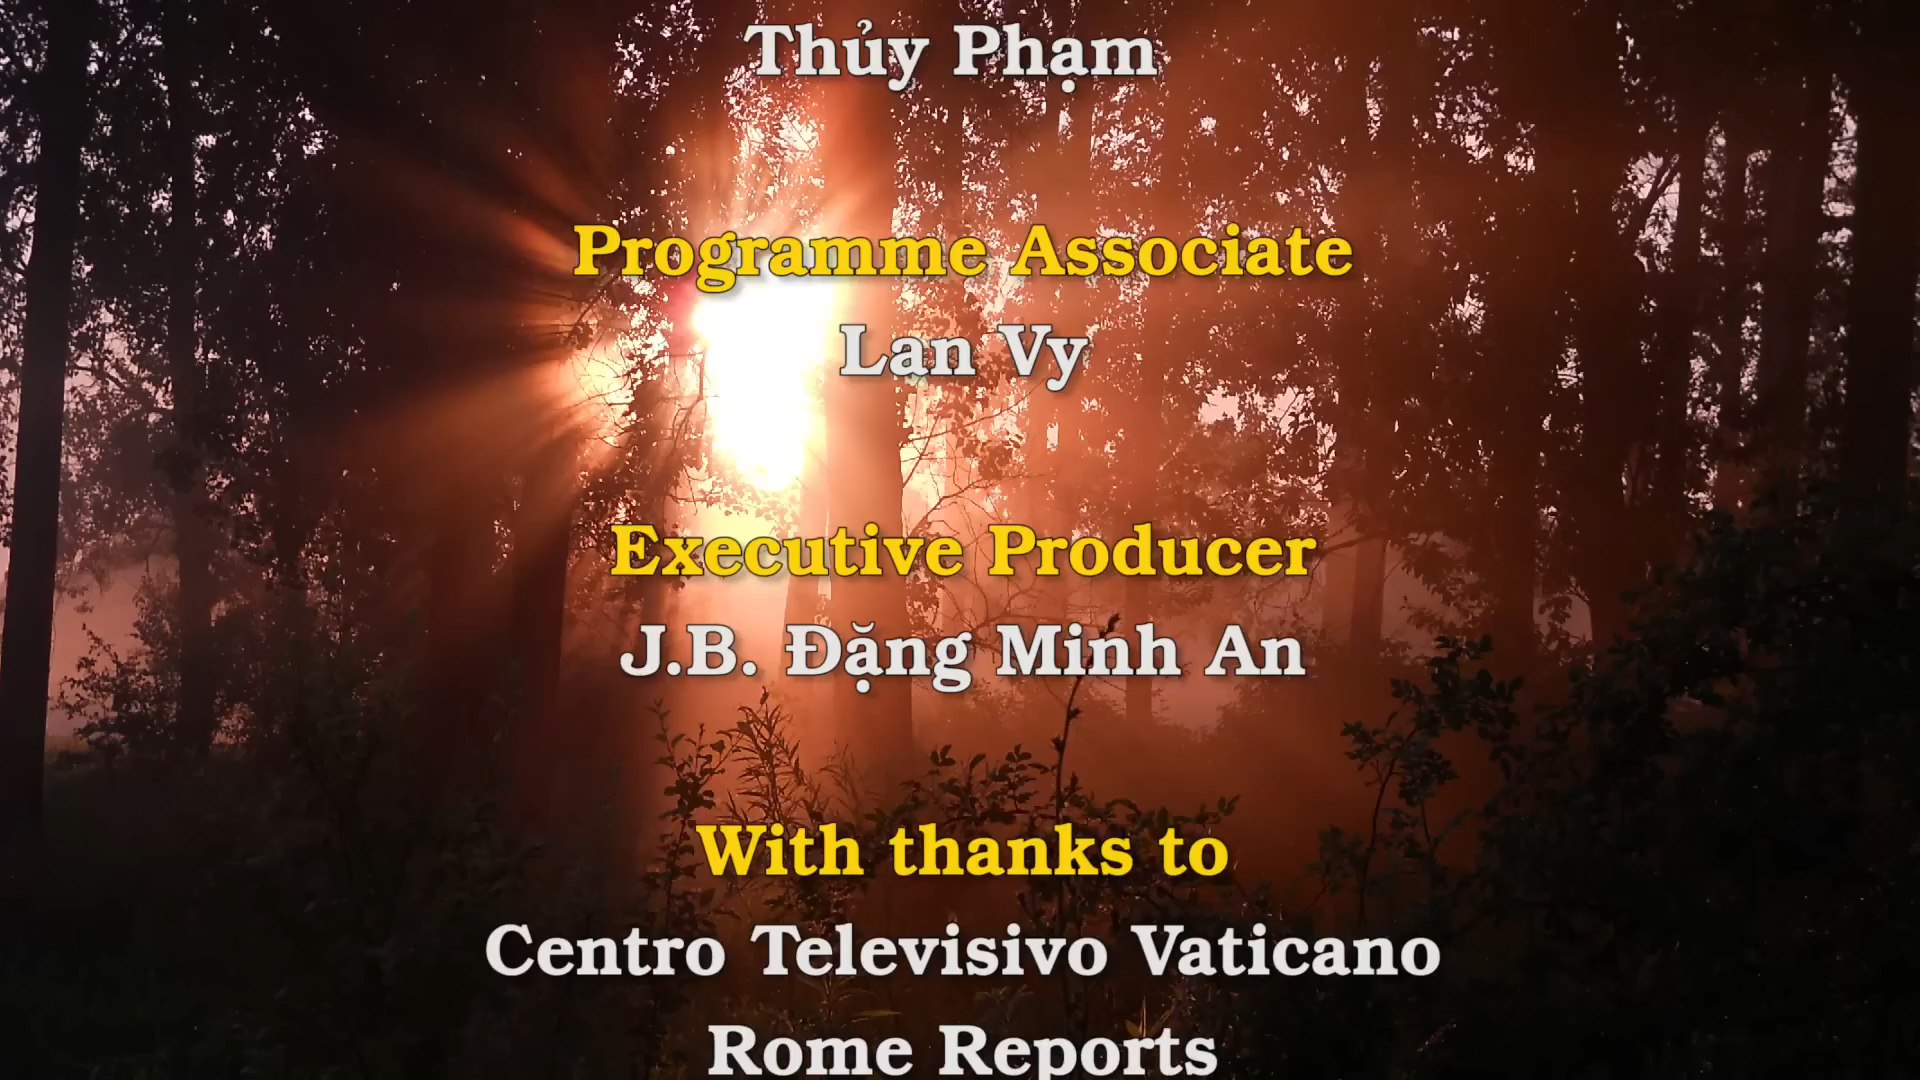 Thủy Phạm
Programme Associate
Lan Vy
Executive Producer
J.B. Đặng Minh An
With thanks to
Centro Televisivo Vaticano
Rome Reports